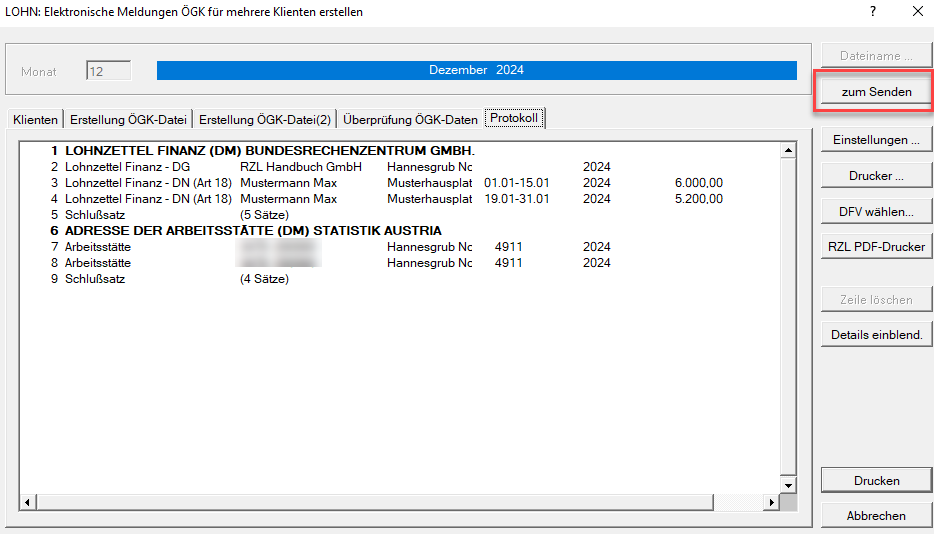 LOHN: Elektronische Meldungen ÖGK für mehrere Klienten erstellen
?
Monat 12 Dezember 2024
Dateiname ...
zum Senden
Klienten Erstellung ÖGK-Datei Erstellung ÖGK-Datei(2) Überprüfung ÖGK-Daten Protokoll
1 LOHNZETTEL FINANZ (DM) BUNDESRECHENZENTRUM GMBH.
2 Lohnzettel Finanz - DG RZL Handbuch GmbH Hannesgrub Nc 2024
3 Lohnzettel Finanz - DN (Art 18) Mustermann Max Musterhausplat 01.01-15.01 2024 6.000,00
4 Lohnzettel Finanz - DN (Art 18) Mustermann Max Musterhausplat 19.01-31.01 2024 5.200,00
5 Schlußsatz (5 Sätze)
6 ADRESSE DER ARBEITSSTÄTTE (DM) STATISTIK AUSTRIA
7 Arbeitsstätte Hannesgrub Nc 4911 2024
8 Arbeitsstätte Hannesgrub Nc 4911 2024
9 Schlußsatz (4 Sätze)
Einstellungen ...
Drucker ...
DFV wählen...
RZL PDF-Drucker
Zeile löschen
Details einblend.
Drucken
Abbrechen